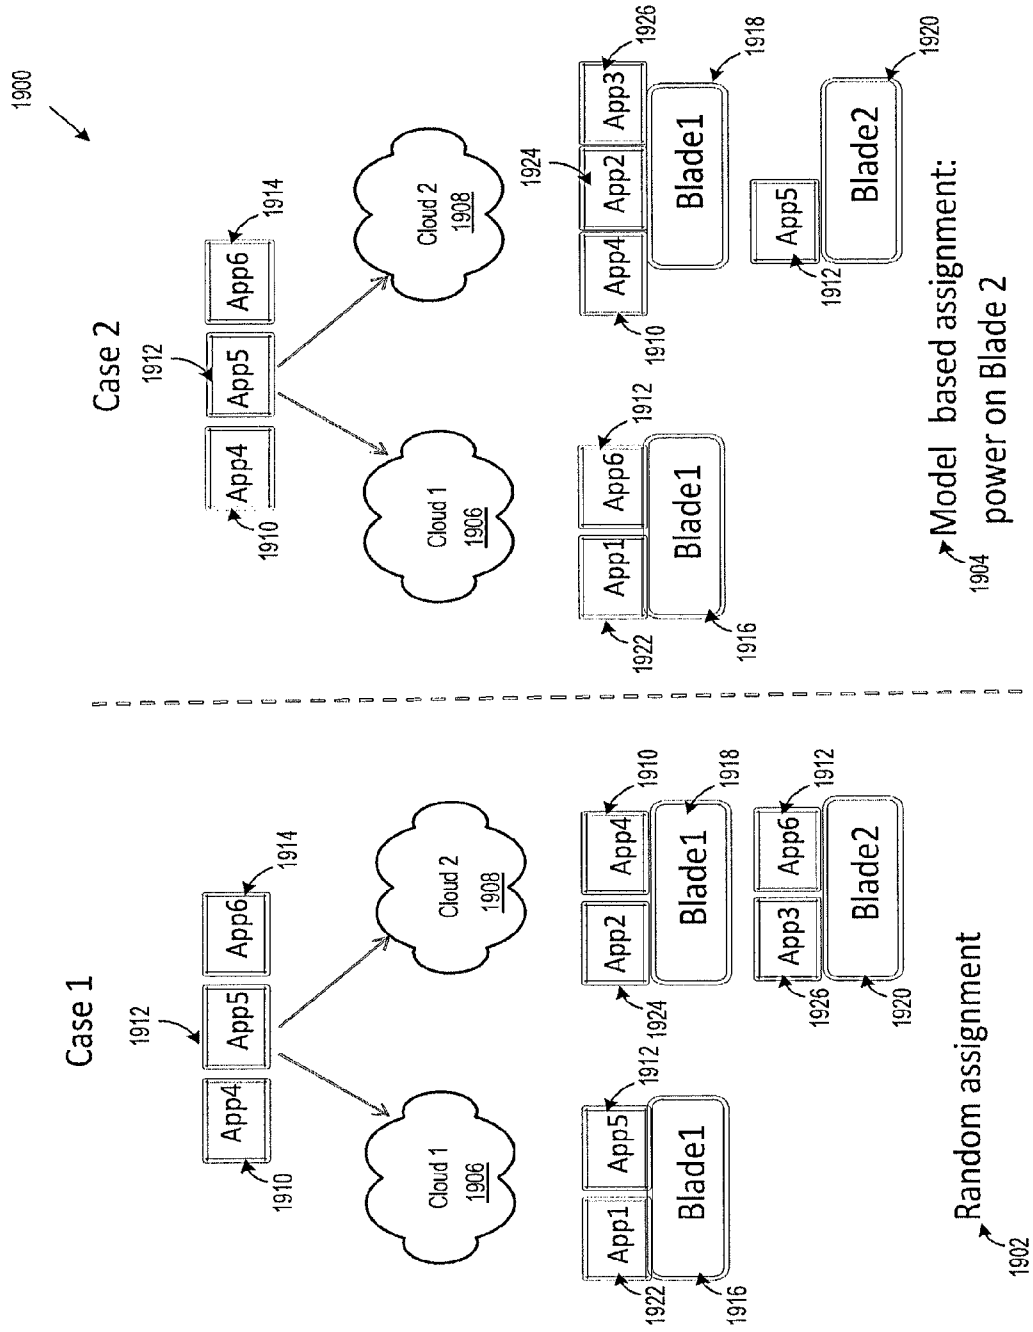 1900
Case 1
1912
App4
App5
App6
1910
1914
Cloud 1
1906
Cloud 2
1908
1912
1910
App1
App5
1922
Blade1
1916
App2
App4
1924
Blade1
1918
App3
App6
1912
1926
Blade2
1920
Random assignment
1902
Case 2
1912
App4
App5
App6
1910
1914
Cloud 1
1906
Cloud 2
1908
1912
1924
1926
App1
App6
1922
Blade1
1916
App4
App2
App3
1910
Blade1
1918
App5
1912
Blade2
1920
Model based assignment:
power on Blade 2
1904